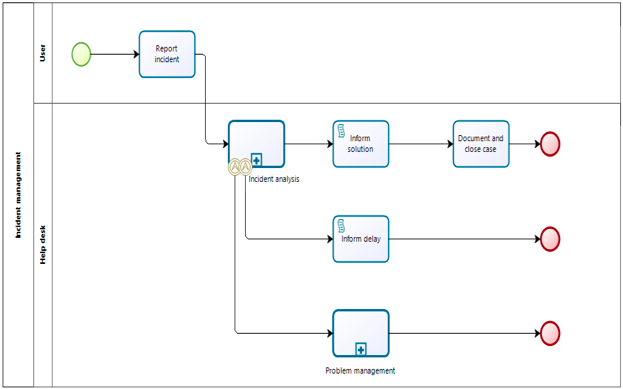 Incident management
User
Report
incident
Help desk
Incident analysis
Inform
solution
Document and
close case
Inform delay
Problem management